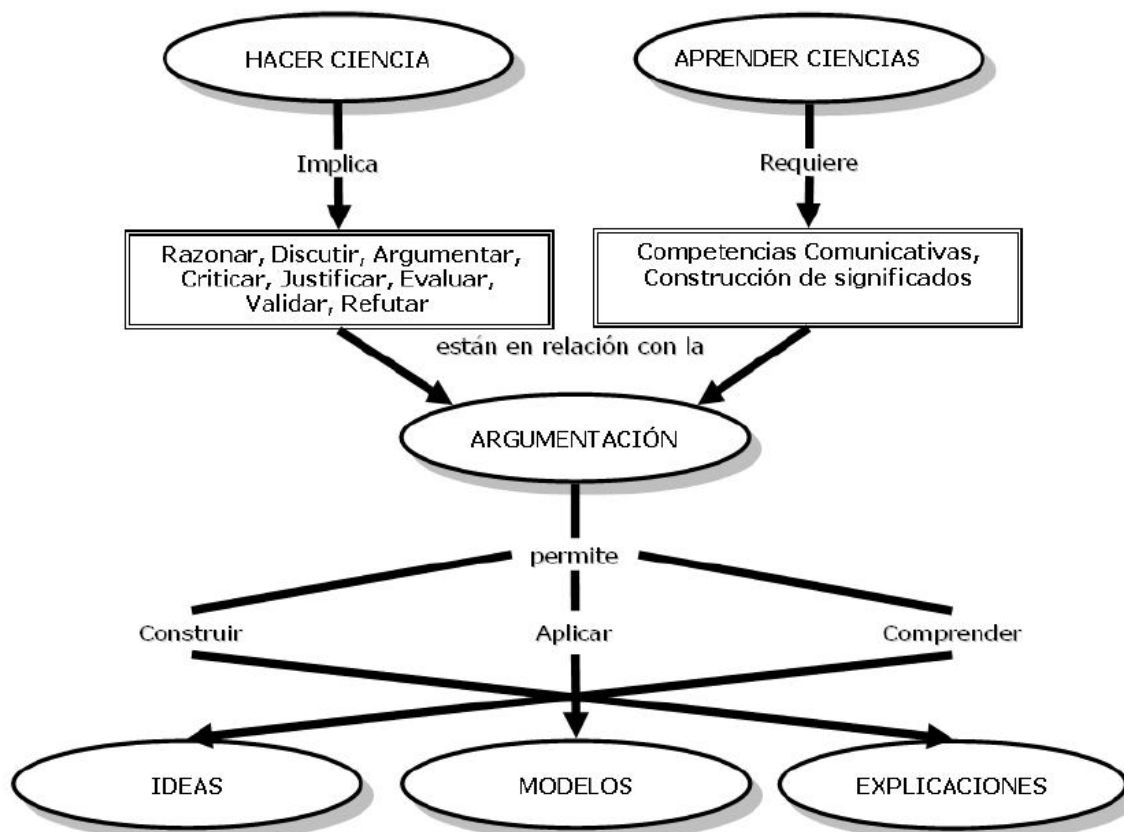 HACER CIENCIA
APRENDER CIENCIAS
Implica
Requiere
Razonar, Discutir, Argumentar,
Criticar, Justificar, Evaluar,
Validar, Refutar
Competencias Comunicativas,
Construcción de significados
están en relación con la
ARGUMENTACIÓN
permite
Construir
Aplicar
Comprender
IDEAS
MODELOS
EXPLICACIONES